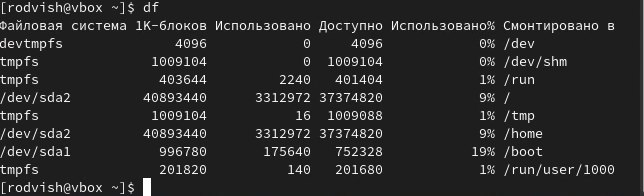 [rodvish@vbox ~]$ df
Файловая система 1K-блоков Использовано Доступно Использовано% Смонтировано в
devtmpfs 4096 0 4096 0% /dev
tmpfs 1009104 0 1009104 0% /dev/shm
tmpfs 403644 2240 401404 1% /run
/dev/sda2 40893440 3312972 37374820 9% /
tmpfs 1009104 16 1009088 1% /tmp
/dev/sda2 40893440 3312972 37374820 9% /home
/dev/sda1 996780 175640 752328 19% /boot
tmpfs 201820 140 201680 1% /run/user/1000
[rodvish@vbox ~]$